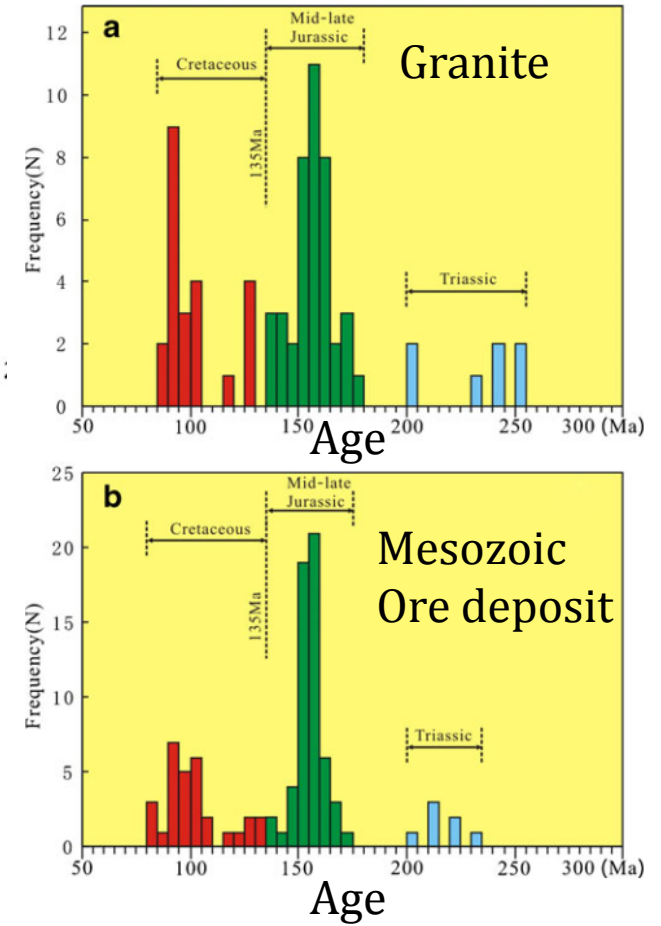 a
Mid-late
Jurassic
Cretaceous
Granite
135Ma
Triassic
Frequency(N)
12
10
8
6
4
2
0
50 100 150 200 250 300 (Ma)
Age
b
Mid-late
Jurassic
Cretaceous
Mesozoic
Ore deposit
135Ma
Triassic
Frequency(N)
25
20
15
10
5
0
50 100 150 200 250 300 (Ma)
Age